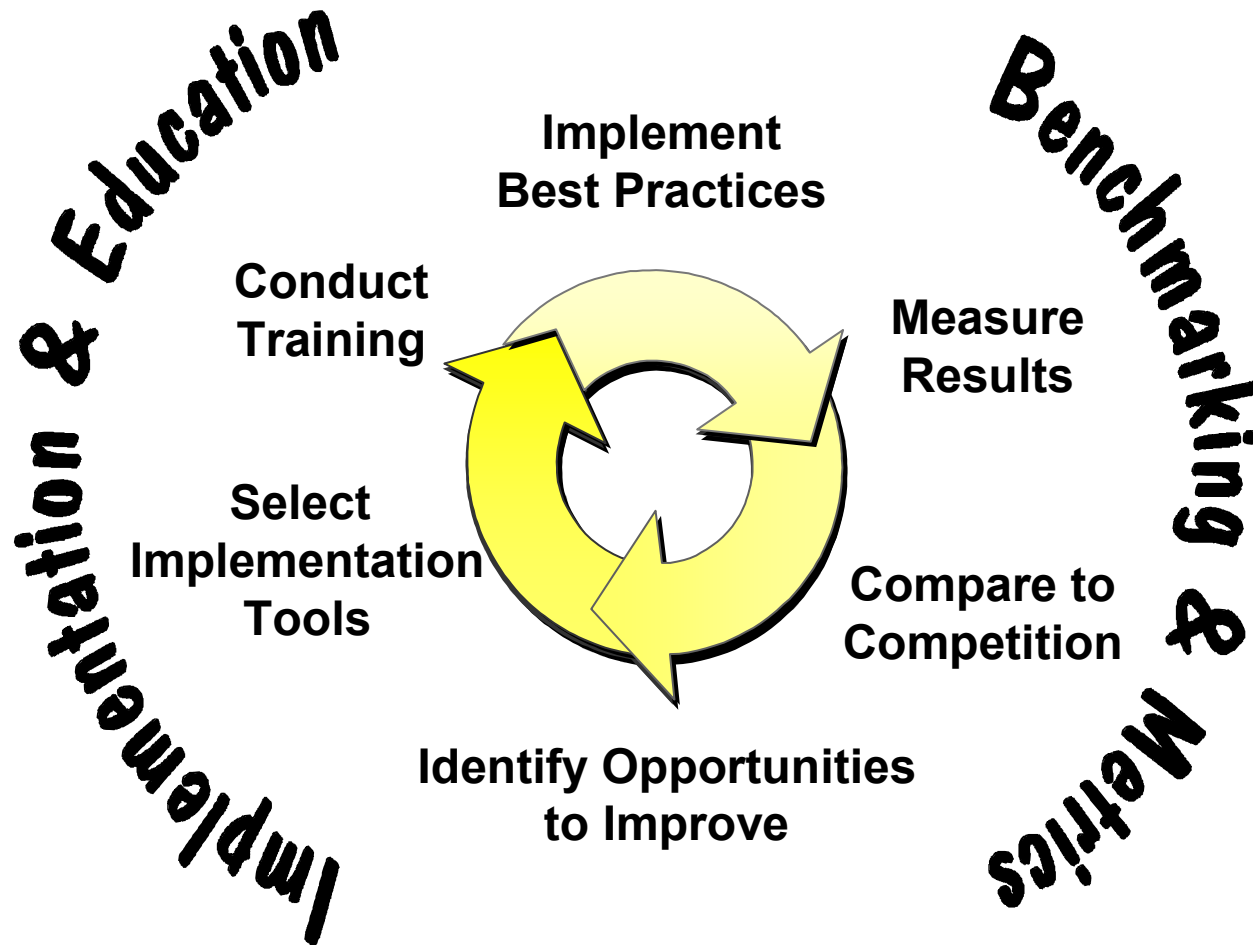 Implementation & Education
Benchmarking & Metrics
Implement
Best Practices
Conduct
Training
Measure
Results
Select
Implementation
Tools
Compare to
Competition
Identify Opportunities
to Improve